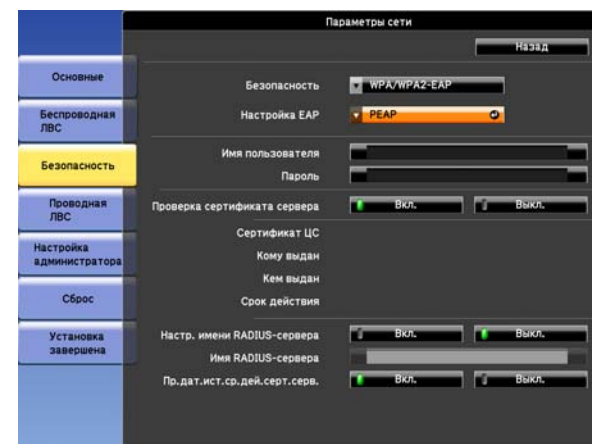 Параметры сети
Назад
Основные
Беспроводная
ЛВС
Безопасность
Проводная
ЛВС
Настройка
администратора
Сброс
Установка
завершена
Безопасность
WPA/WPA2-EAP
Настройка EAP
PEAP
Имя пользователя
Пароль
Проверка сертификата сервера
Вкл.
Выкл.
Сертификат ЦС
Кому выдан
Кем выдан
Срок действия
Настр. имени RADIUS-сервера
Вкл.
Выкл.
Имя RADIUS-сервера
Пр.дат.ист.ср.дей.серт.серв.
Вкл.
Выкл.